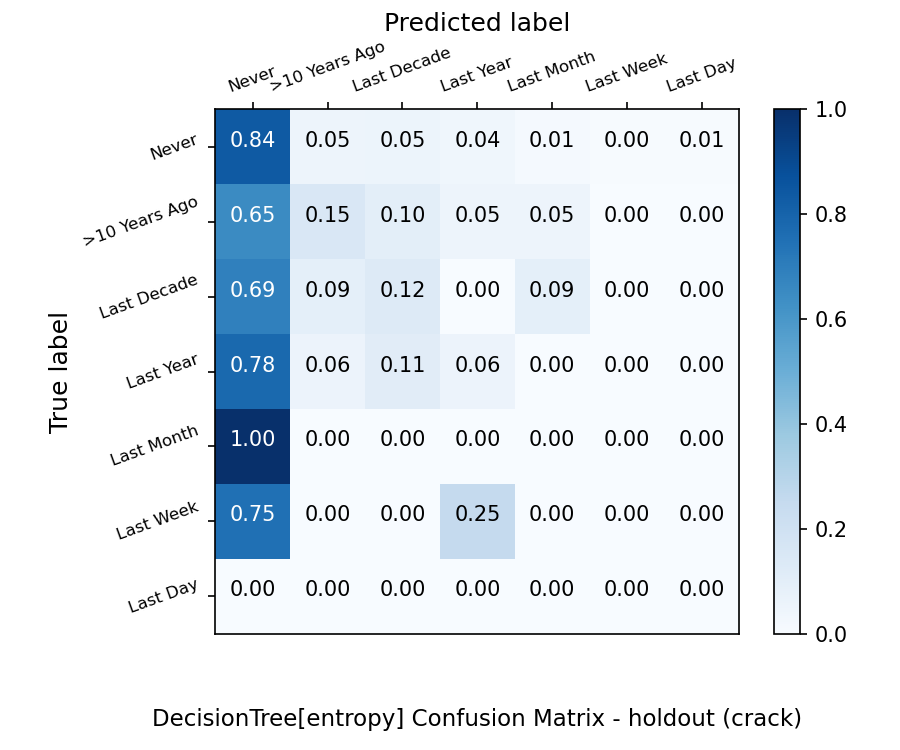 Predicted label
Never >10 Years Ago Last Decade Last Year Last Month Last Week Last Day
Never 0.84 0.05 0.05 0.04 0.01 0.00 0.01
>10 Years Ago 0.65 0.15 0.10 0.05 0.05 0.00 0.00
Last Decade 0.69 0.09 0.12 0.00 0.09 0.00 0.00
Last Year 0.78 0.06 0.11 0.06 0.00 0.00 0.00
Last Month 1.00 0.00 0.00 0.00 0.00 0.00 0.00
Last Week 0.75 0.00 0.00 0.25 0.00 0.00 0.00
Last Day 0.00 0.00 0.00 0.00 0.00 0.00 0.00
True label
1.0
0.8
0.6
0.4
0.2
0.0
DecisionTree[entropy] Confusion Matrix - holdout (crack)